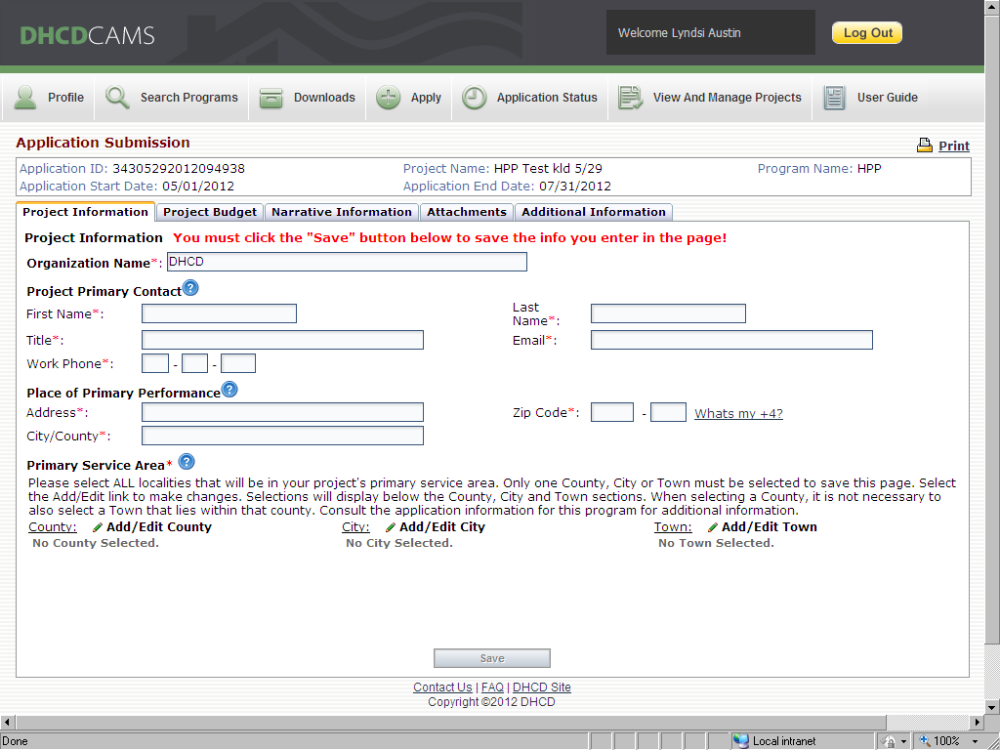 DHCDCAMS
Welcome Lyndsi Austin
Log Out
Profile
Search Programs
Downloads
Apply
Application Status
View And Manage Projects
User Guide
Application Submission
Print
Application ID: 34305292012094938
Project Name: HPP Test kld 5/29
Program Name: HPP
Application Start Date: 05/01/2012
Application End Date: 07/31/2012
Project Information
Project Budget
Narrative Information
Attachments
Additional Information
Project Information You must click the "Save" button below to save the info you enter in the page!
Organization Name*: DHCD
Project Primary Contact ?
First Name*:
Last
Name*:
Title*:
Email*:
Work Phone*: - -
Place of Primary Performance ?
Address*:
Zip Code*: - Whats my +4?
City/County*:
Primary Service Area* ?
Please select ALL localities that will be in your project's primary service area. Only one County, City or Town must be selected to save this page. Select
the Add/Edit link to make changes. Selections will display below the County, City and Town sections. When selecting a County, it is not necessary to
also select a Town that lies within that county. Consult the application information for this program for additional information.
County: Add/Edit County
City: Add/Edit City
Town: Add/Edit Town
No County Selected.
No City Selected.
No Town Selected.
Save
Contact Us | FAQ | DHCD Site
Copyright ©2012 DHCD
Done
Local intranet
100%